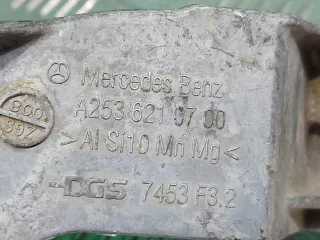 Mercedes Benz
A253 621 07 00
>Al Si10 Mn Mg<
DGS 7453 F3.2